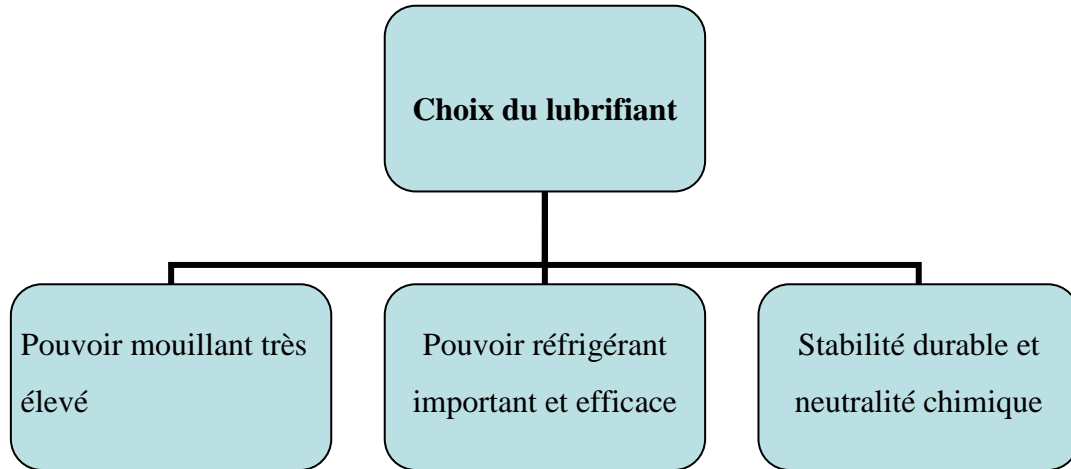 Choix du lubrifiant
Pouvoir mouillant très
élevé
Pouvoir réfrigérant
important et efficace
Stabilité durable et
neutralité chimique